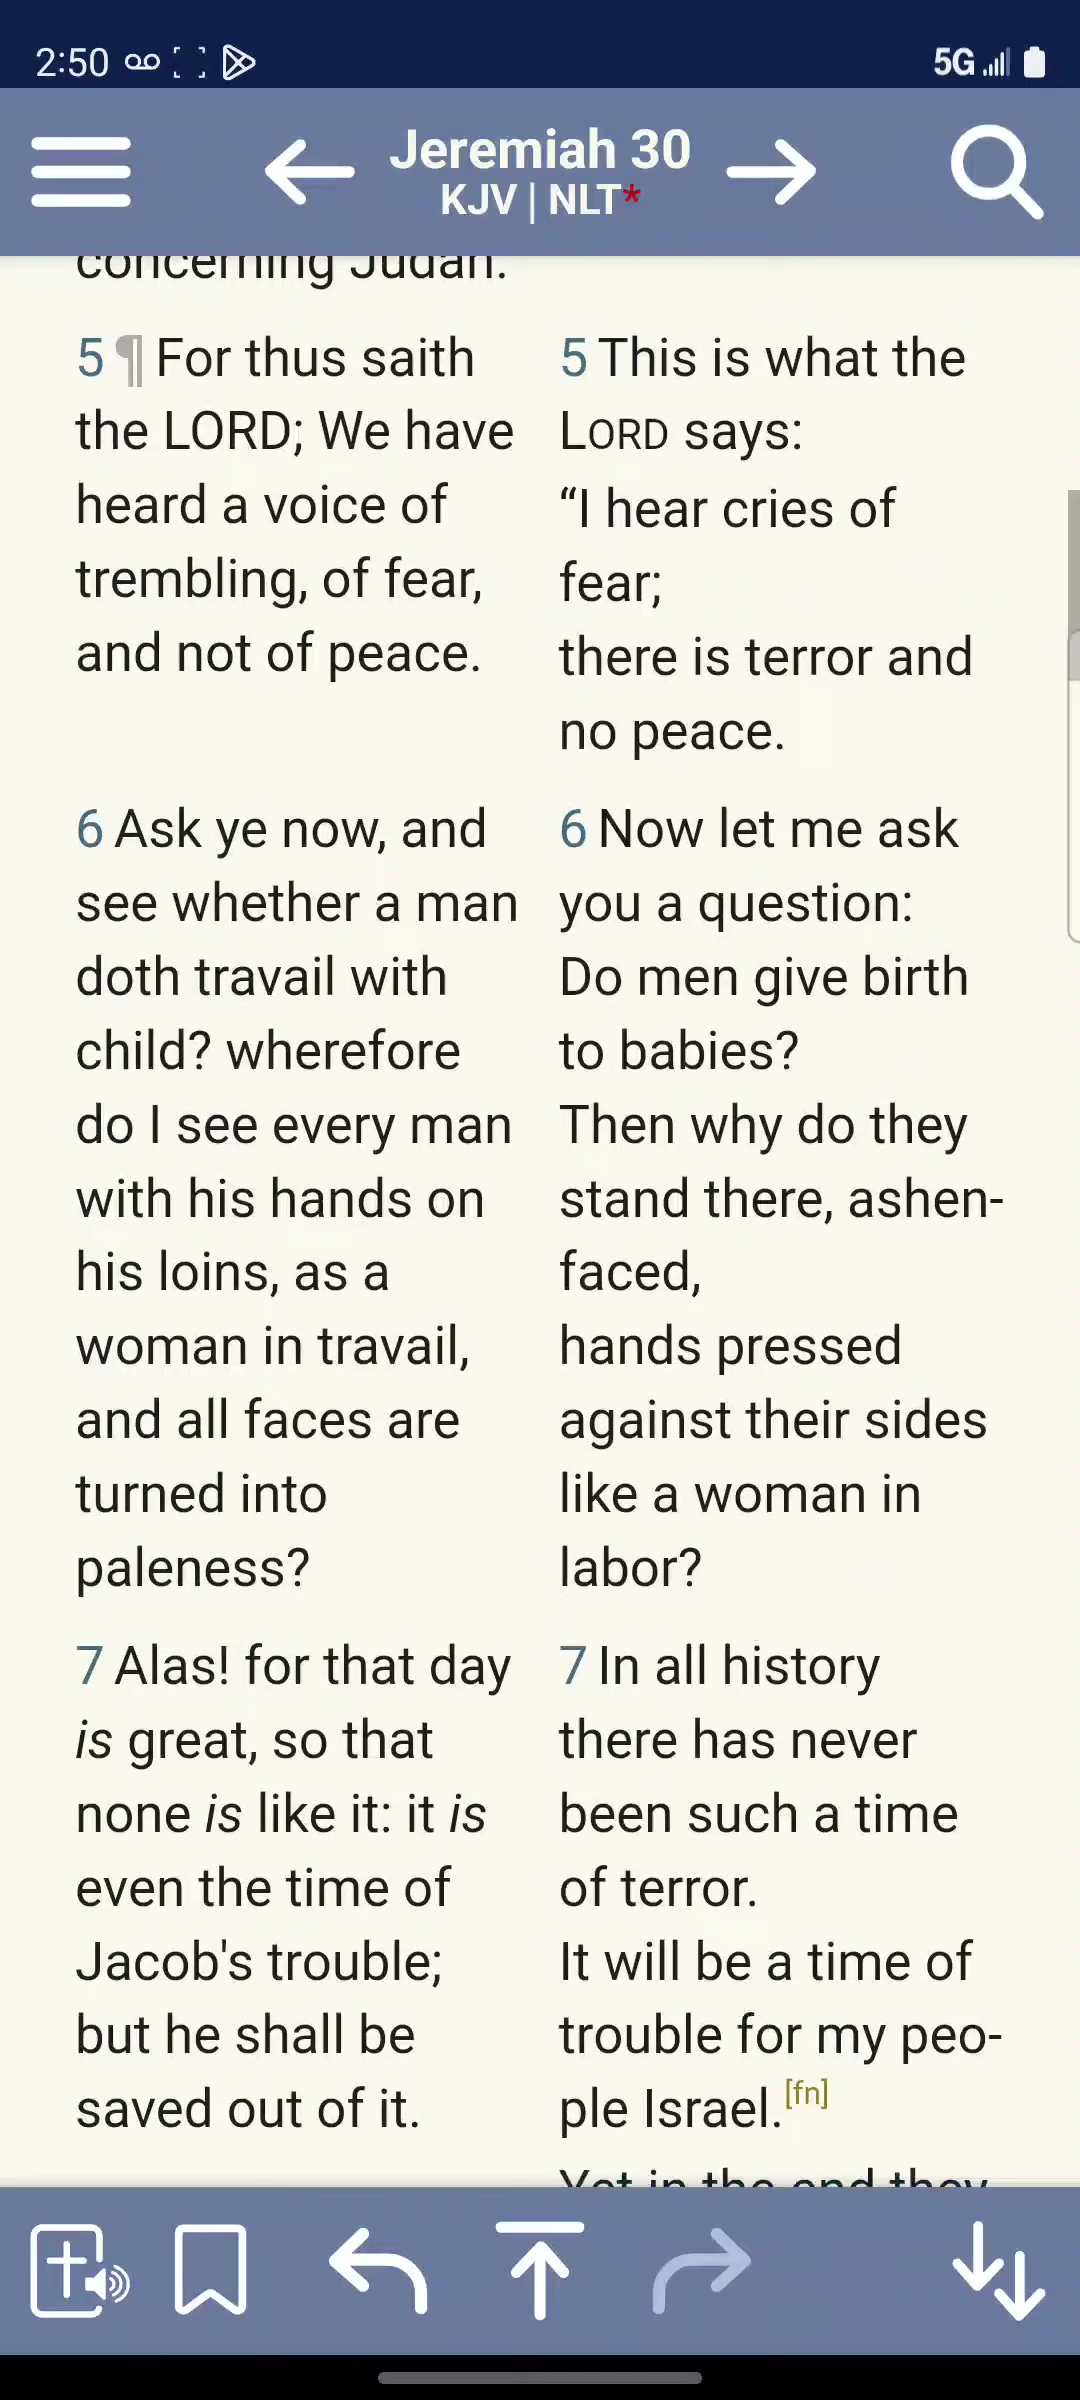 2:50
5G
Jeremiah 30
KJV | NLT*
concerning Judah.
5 ¶ For thus saith
the LORD; We have
heard a voice of
trembling, of fear,
and not of peace.
5 This is what the
LORD says:
“I hear cries of
fear;
there is terror and
no peace.
6 Ask ye now, and
see whether a man
doth travail with
child? wherefore
do I see every man
with his hands on
his loins, as a
woman in travail,
and all faces are
turned into
paleness?
6 Now let me ask
you a question:
Do men give birth
to babies?
Then why do they
stand there, ashen-
faced,
hands pressed
against their sides
like a woman in
labor?
7 Alas! for that day
is great, so that
none is like it: it is
even the time of
Jacob's trouble;
but he shall be
saved out of it.
7 In all history
there has never
been such a time
of terror.
It will be a time of
trouble for my peo-
ple Israel.[fn]
Yet in the end they